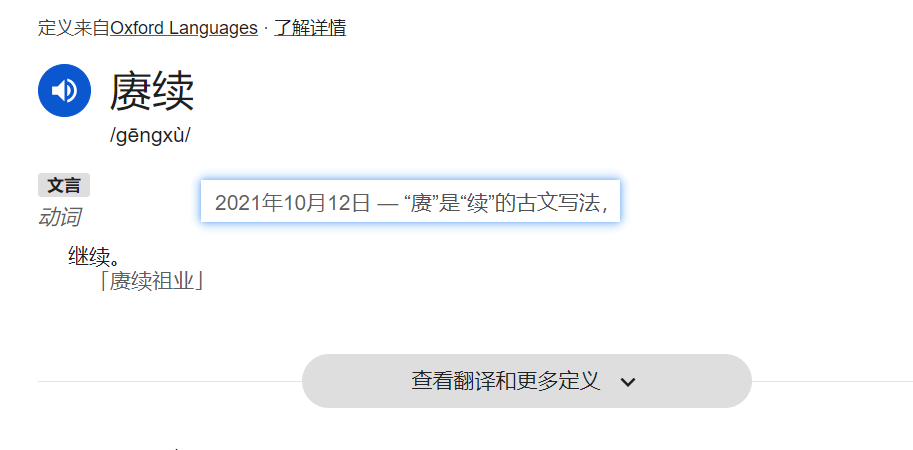 定义来自Oxford Languages · 了解详情
赓续
/gēngxù/
文言
2021年10月12日 — “赓”是“续”的古文写法，
动词
继续。
「赓续祖业」
查看翻译和更多定义